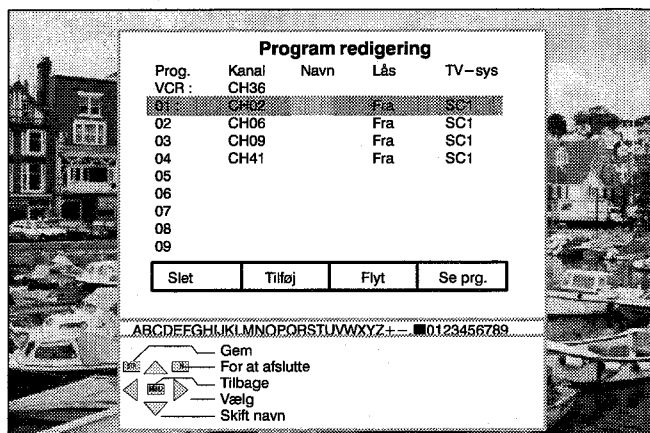 Program redigering
Prog. Kanal Navn Lås TV-sys
VCR : CH36
01 : CH02 Fra SC1
02 CH06 Fra SC1
03 CH09 Fra SC1
04 CH41 Fra SC1
05
06
07
08
09
Slet Tilføj Flyt Se prg.
ABCDEFGHIJKLMNOPQRSTUVWXYZ+-.■0123456789
Gem
For at afslutte
Tilbage
Vælg
Skift navn